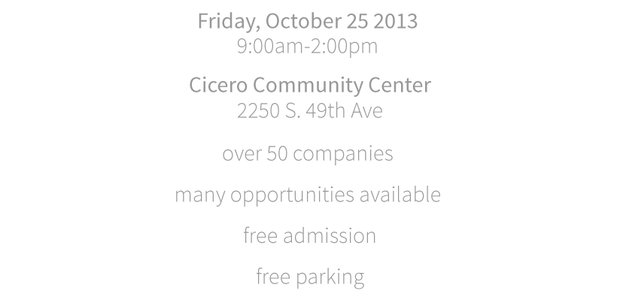 Friday, October 25 2013
9:00am-2:00pm
Cicero Community Center
2250 S. 49th Ave
over 50 companies
many opportunities available
free admission
free parking